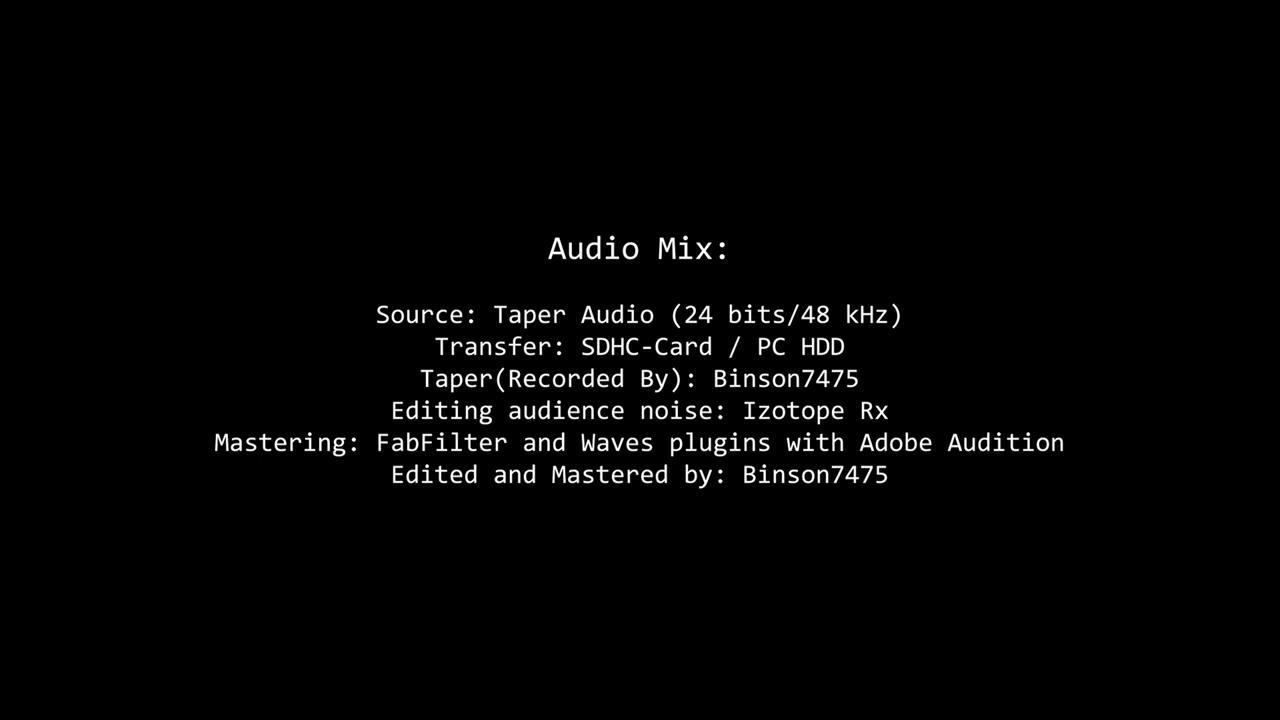 Audio Mix:
Source: Taper Audio (24 bits/48 kHz)
Transfer: SDHC-Card / PC HDD
Taper(Recorded By): Binson7475
Editing audience noise: Izotope Rx
Mastering: FabFilter and Waves plugins with Adobe Audition
Edited and Mastered by: Binson7475